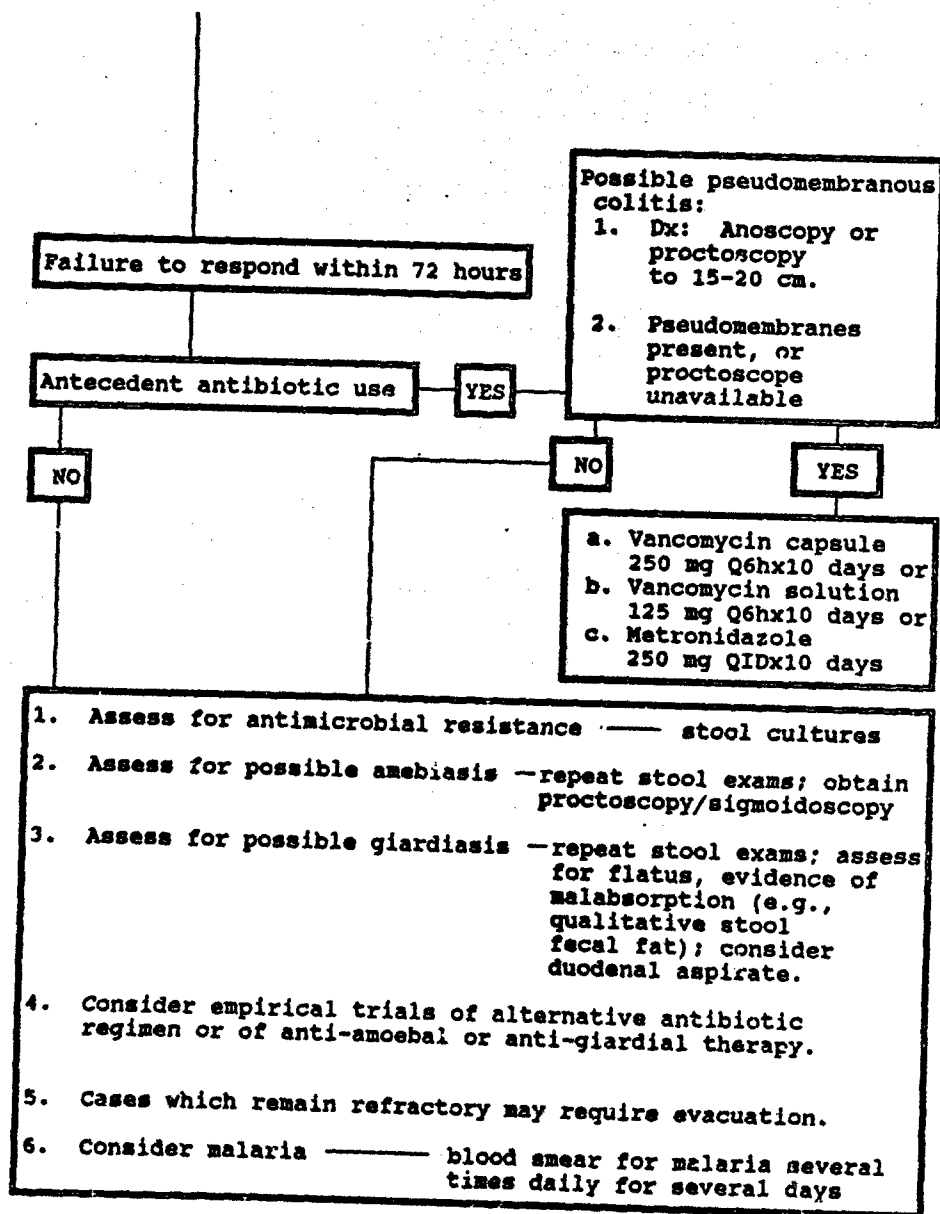 Failure to respond within 72 hours
Antecedent antibiotic use
YES
Possible pseudomembranous
colitis:
1. Dx: Anoscopy or
proctoscopy
to 15-20 cm.
2. Pseudomembranes
present, or
proctoscope
unavailable
NO
NO
YES
a. Vancomycin capsule
250 mg Q6hx10 days or
b. Vancomycin solution
125 mg Q6hx10 days or
c. Metronidazole
250 mg QIDx10 days
1. Assess for antimicrobial resistance —— stool cultures
2. Assess for possible amebiasis —repeat stool exams; obtain
proctoscopy/sigmoidoscopy
3. Assess for possible giardiasis —repeat stool exams; assess
for flatus, evidence of
malabsorption (e.g.,
qualitative stool
fecal fat); consider
duodenal aspirate.
4. Consider empirical trials of alternative antibiotic
regimen or of anti-amoebal or anti-giardial therapy.
5. Cases which remain refractory may require evacuation.
6. Consider malaria ——— blood smear for malaria several
times daily for several days